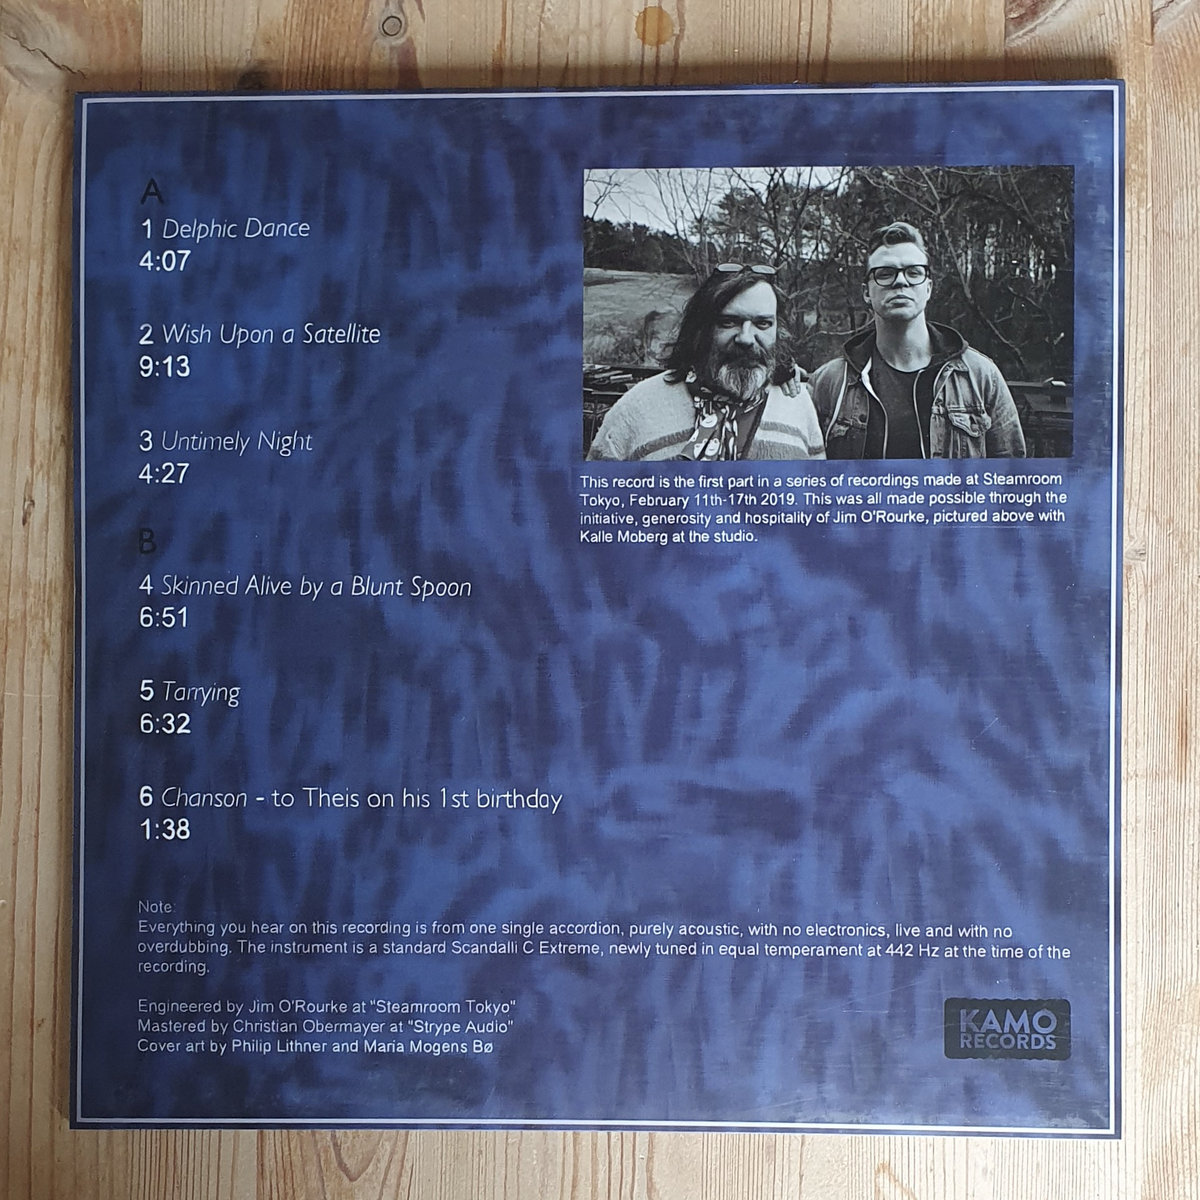 A
1 Delphic Dance
4:07
2 Wish Upon a Satellite
9:13
3 Untimely Night
4:27
B
4 Skinned Alive by a Blunt Spoon
6:51
5 Tarrying
6:32
6 Chanson - to Theis on his 1st birthday
1:38
This record is the first part in a series of recordings made at Steamroom
Tokyo, February 11th-17th 2019. This was all made possible through the
initiative, generosity and hospitality of Jim O'Rourke, pictured above with
Kalle Moberg at the studio.
Note:
Everything you hear on this recording is from one single accordion, purely acoustic, with no electronics, live and with no
overdubbing. The instrument is a standard Scandalli C Extreme, newly tuned in equal temperament at 442 Hz at the time of the
recording.
Engineered by Jim O'Rourke at "Steamroom Tokyo"
Mastered by Christian Obermayer at "Strype Audio"
Cover art by Philip Lithner and Maria Mogens Bø
KAMO
RECORDS